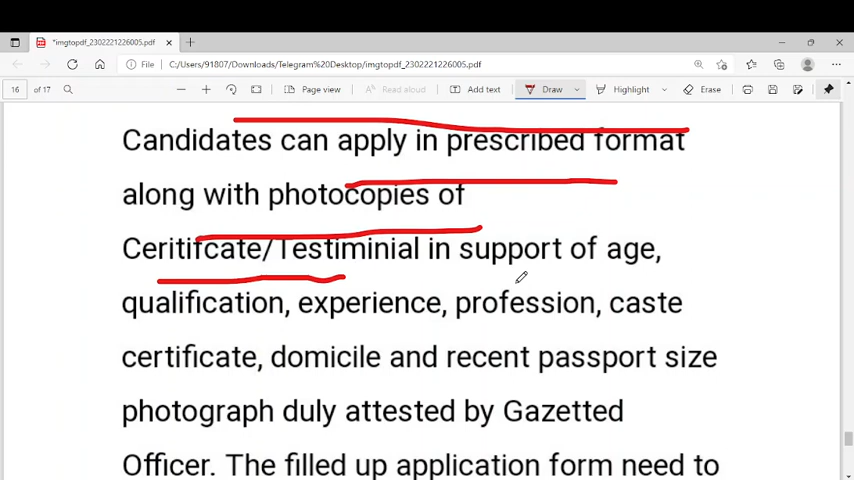 *imgtopdf_2302221226005.pdf
File C:/Users/91807/Downloads/Telegram%20Desktop/imgtopdf_2302221226005.pdf
16 of 17 Page view Read aloud Add text Draw Highlight Erase
Candidates can apply in prescribed format
along with photocopies of
Ceritifcate/Testiminial in support of age,
qualification, experience, profession, caste
certificate, domicile and recent passport size
photograph duly attested by Gazetted
Officer. The filled up application form need to